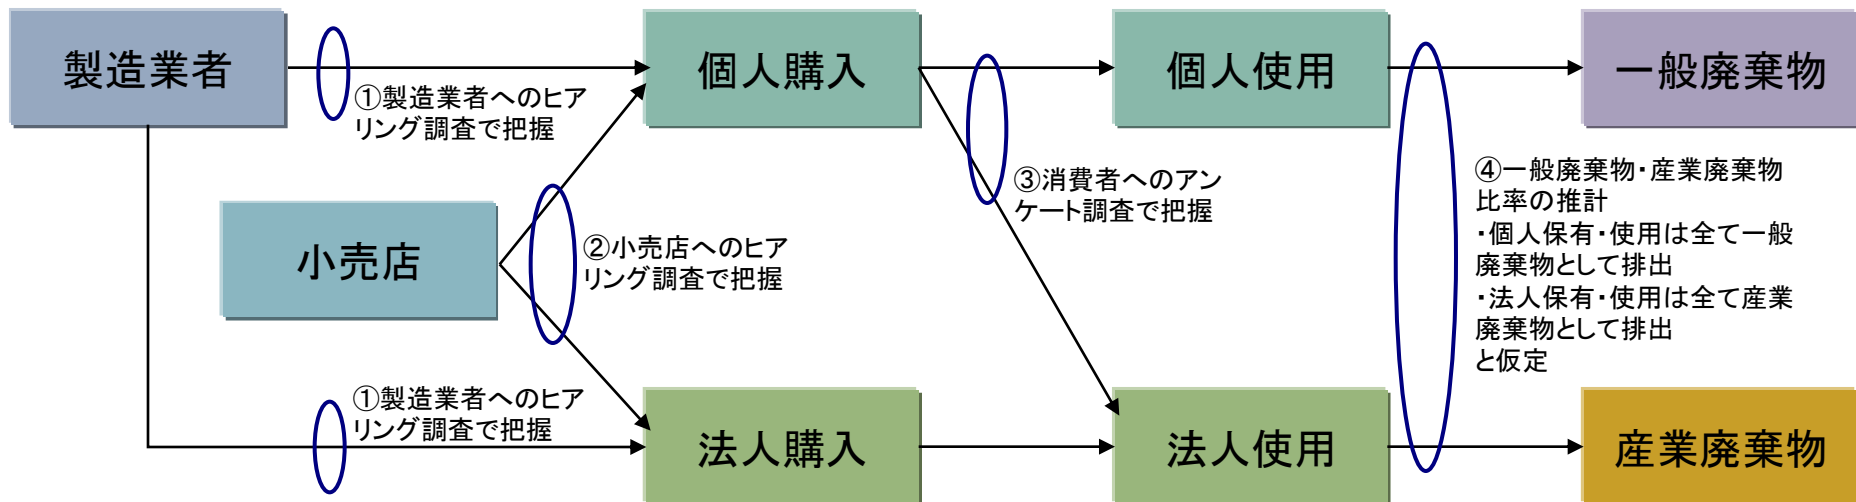 製造業者
個人購入
個人使用
一般廃棄物
①製造業者へのヒア
リング調査で把握
③消費者へのアン
ケート調査で把握
④一般廃棄物・産業廃棄物
比率の推計
・個人保有・使用は全て一般
廃棄物として排出
・法人保有・使用は全て産業
廃棄物として排出
と仮定
小売店
②小売店へのヒア
リング調査で把握
①製造業者へのヒア
リング調査で把握
法人購入
法人使用
産業廃棄物